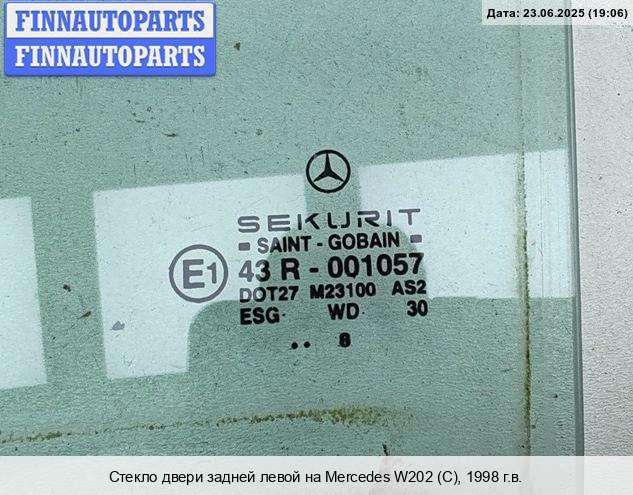 FINNAUTOPARTS
FINNAUTOPARTS
Дата: 23.06.2025 (19:06)
SEKURIT
SAINT - GOBAIN
E1 43 R - 001057
DOT27 M23100 AS2
ESG WD 30
.. 8
Стекло двери задней левой на Mercedes W202 (C), 1998 г.в.